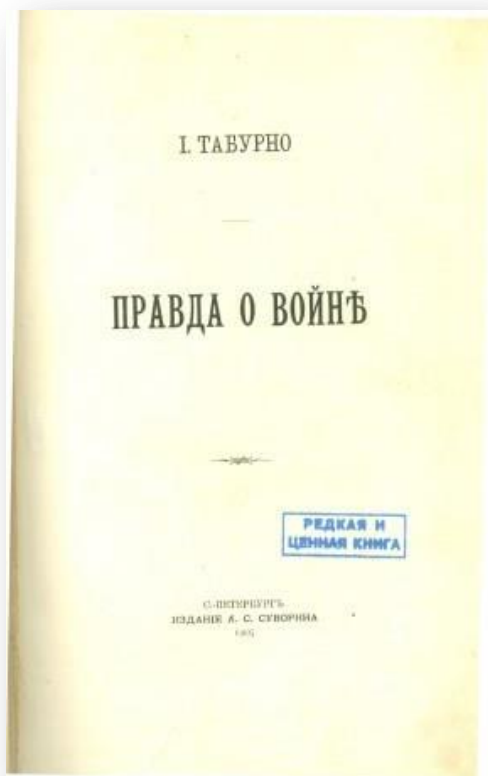 І. ТАБУРНО
ПРАВДА О ВОЙНѢ
РЕДКАЯ И
ЦЕННАЯ КНИГА
С.-ПЕТЕРБУРГЪ
ИЗДАНІЕ А. С. СУВОРИНА